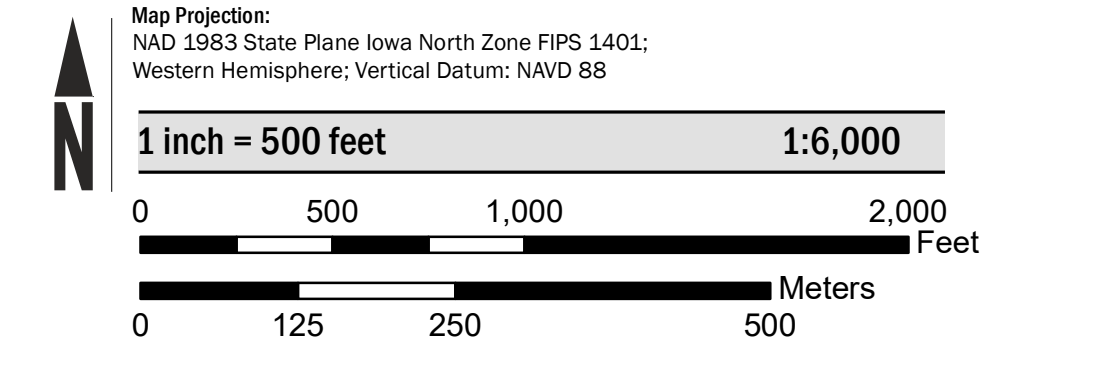 Map Projection:
NAD 1983 State Plane Iowa North Zone FIPS 1401;
Western Hemisphere; Vertical Datum: NAVD 88
N
1 inch = 500 feet 1:6,000
0 500 1,000 2,000
Feet
Meters
0 125 250 500